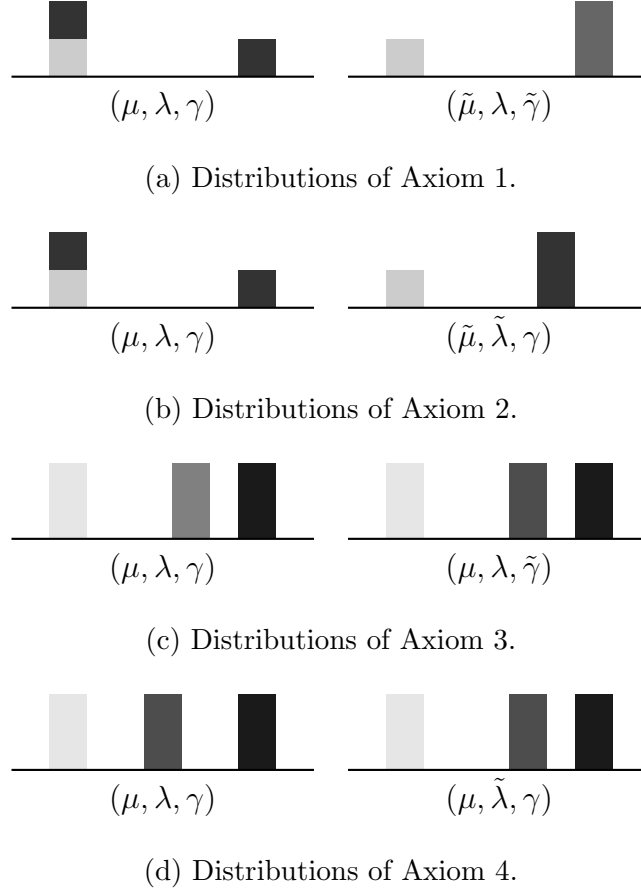 (μ, λ, γ) (μ̃, λ, γ̃)
(a) Distributions of Axiom 1.
(μ, λ, γ) (μ̃, λ̃, γ)
(b) Distributions of Axiom 2.
(μ, λ, γ) (μ, λ, γ̃)
(c) Distributions of Axiom 3.
(μ, λ, γ) (μ, λ̃, γ)
(d) Distributions of Axiom 4.